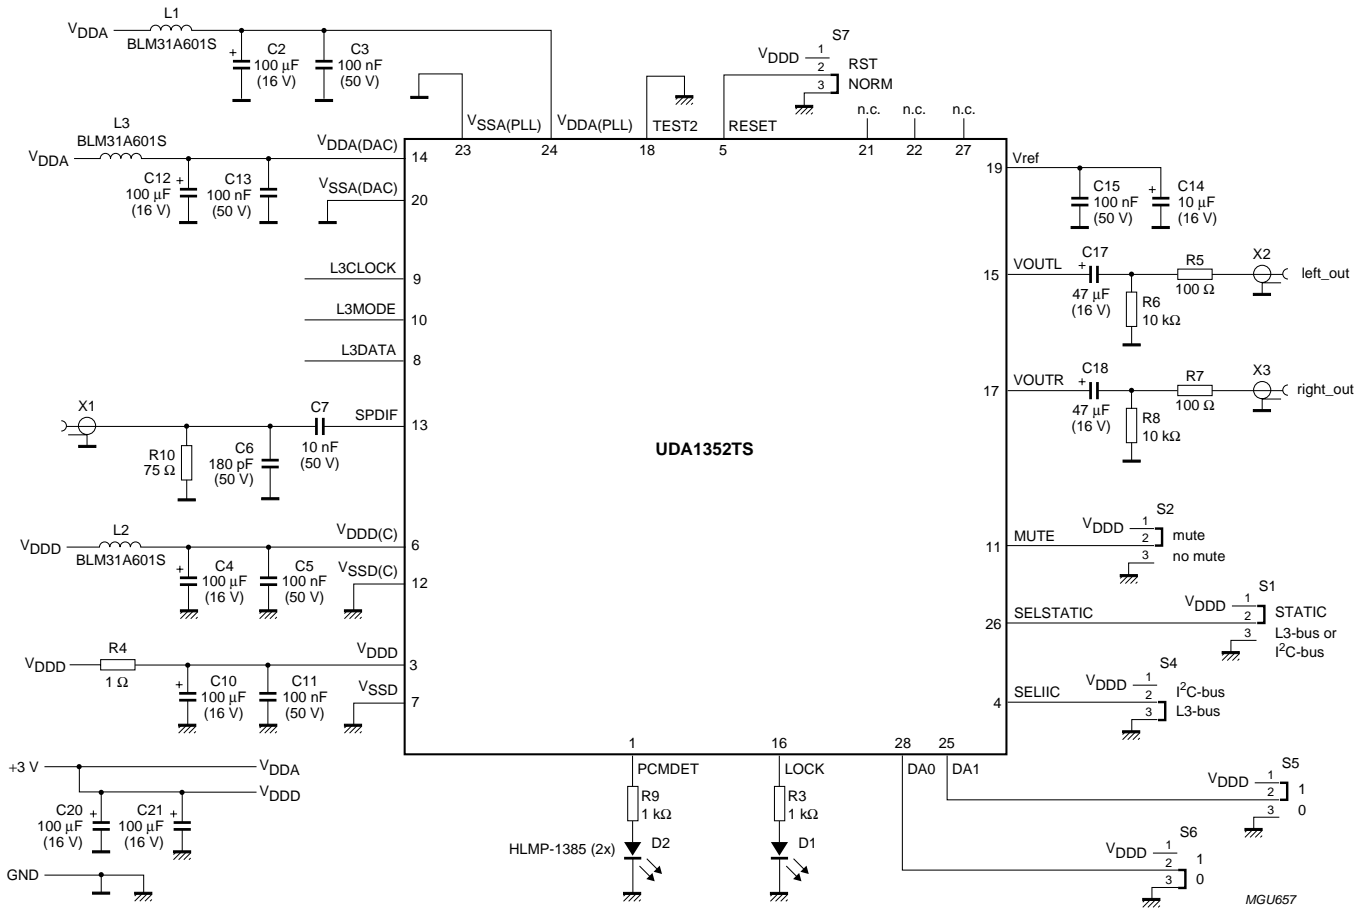 L1
VDDA
BLM31A601S
C2
100 µF
(16 V)
+
C3
100 nF
(50 V)
S7
VDDD
1
2
3
RST
NORM
n.c.
n.c.
n.c.
VSSA(PLL)
VDDA(PLL)
TEST2
RESET
23
24
18
5
21
22
27
L3
BLM31A601S
VDDA
VDDA(DAC)
14
C12
100 µF
(16 V)
+
C13
100 nF
(50 V)
VSSA(DAC)
20
19
Vref
C15
100 nF
(50 V)
+
C14
10 µF
(16 V)
L3CLOCK
9
L3MODE
10
L3DATA
8
15
VOUTL
C17
+
47 µF
(16 V)
R6
10 kΩ
R5
100 Ω
X2
left_out
17
VOUTR
C18
+
47 µF
(16 V)
R8
10 kΩ
R7
100 Ω
X3
right_out
X1
R10
75 Ω
C6
180 pF
(50 V)
C7
10 nF
(50 V)
SPDIF
13
UDA1352TS
VDDD
L2
BLM31A601S
VDDD(C)
6
+
C4
100 µF
(16 V)
C5
100 nF
(50 V)
VSSD(C)
12
11
MUTE
VDDD
1
2
3
S2
mute
no mute
26
SELSTATIC
VDDD
1
2
3
S1
STATIC
L3-bus or
I2C-bus
VDDD
R4
1 Ω
VDDD
3
+
C10
100 µF
(16 V)
C11
100 nF
(50 V)
VSSD
7
4
SELIIC
VDDD
1
2
3
S4
I2C-bus
L3-bus
1
16
28
25
PCMDET
LOCK
DA0
DA1
+3 V
VDDA
VDDD
C20
100 µF
(16 V)
+
C21
100 µF
(16 V)
+
GND
R9
1 kΩ
R3
1 kΩ
HLMP-1385 (2x)
D2
D1
VDDD
1
2
3
S5
1
0
VDDD
1
2
3
S6
1
0
MGU657